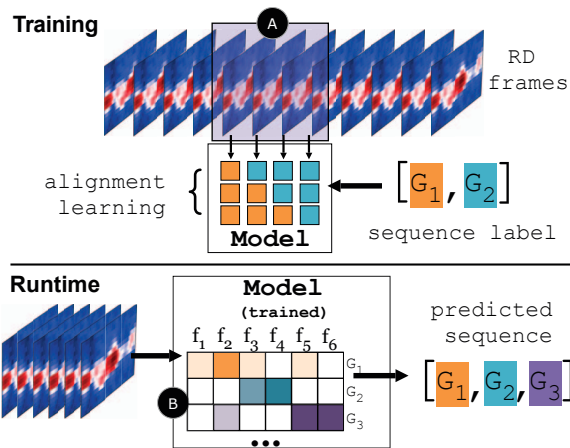 Training
A
RD
frames
alignment
learning
[G1, G2]
Model
sequence label
Runtime
Model
(trained)
predicted
sequence
f1 f2 f3 f4 f5 f6
G1
G2
G3
B
[G1, G2, G3]
...